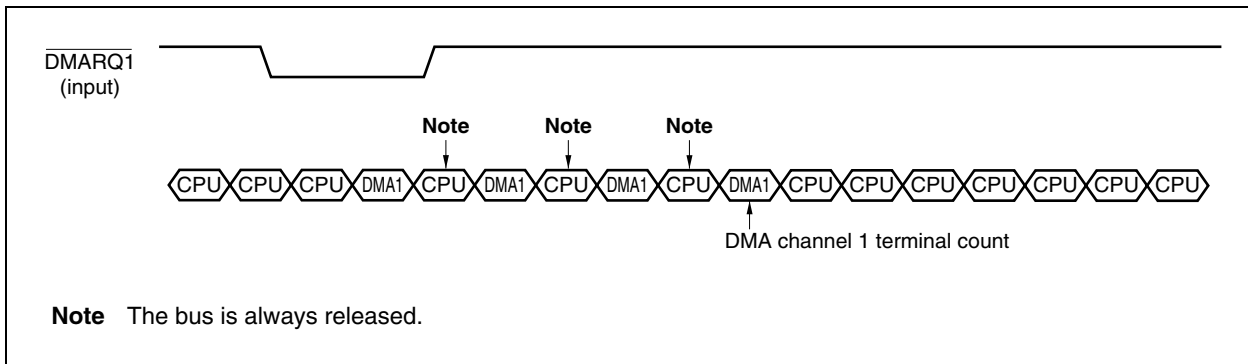 DMARQ1
(input)
Note Note Note
CPU CPU CPU DMA1 CPU DMA1 CPU DMA1 CPU DMA1 CPU CPU CPU CPU CPU CPU CPU
DMA channel 1 terminal count
Note The bus is always released.